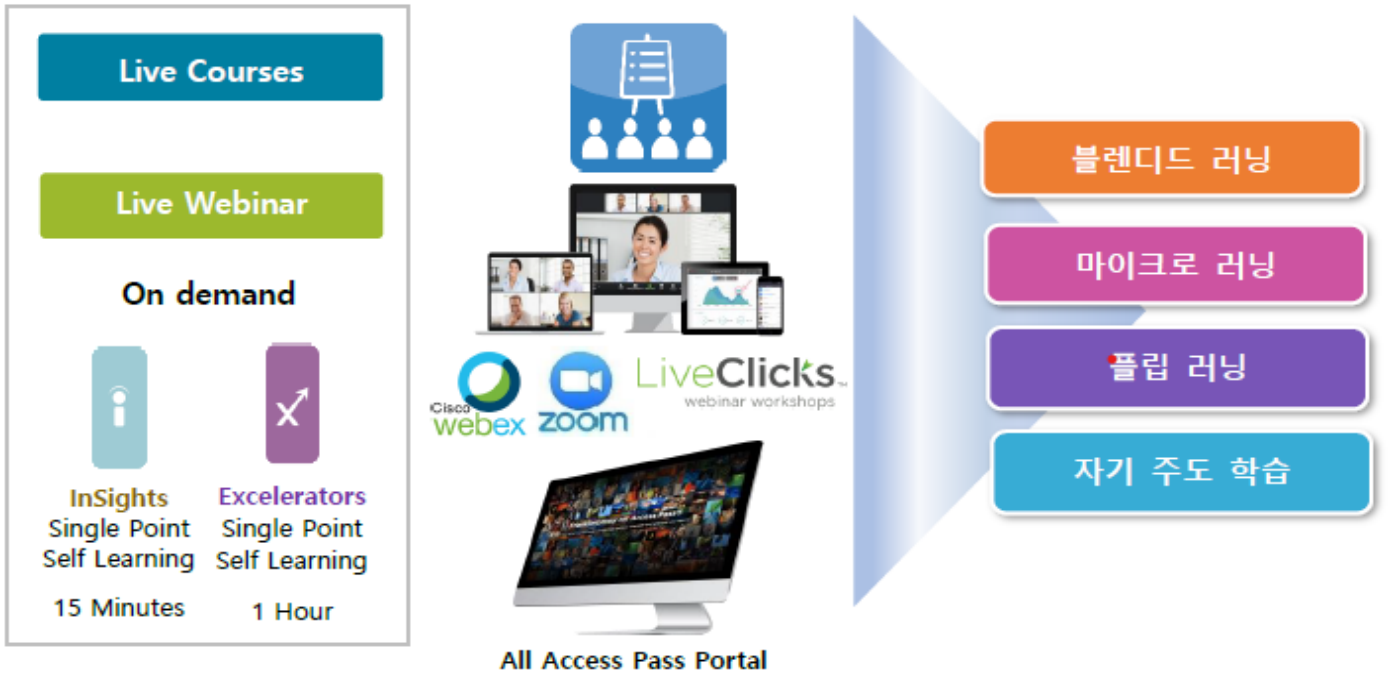 Live Courses
Live Webinar
On demand
InSights
Single Point
Self Learning
15 Minutes
Excelerators
Single Point
Self Learning
1 Hour
Cisco
webex
zoom
LiveClicks™
webinar workshops
All Access Pass Portal
블렌디드 러닝
마이크로 러닝
플립 러닝
자기 주도 학습